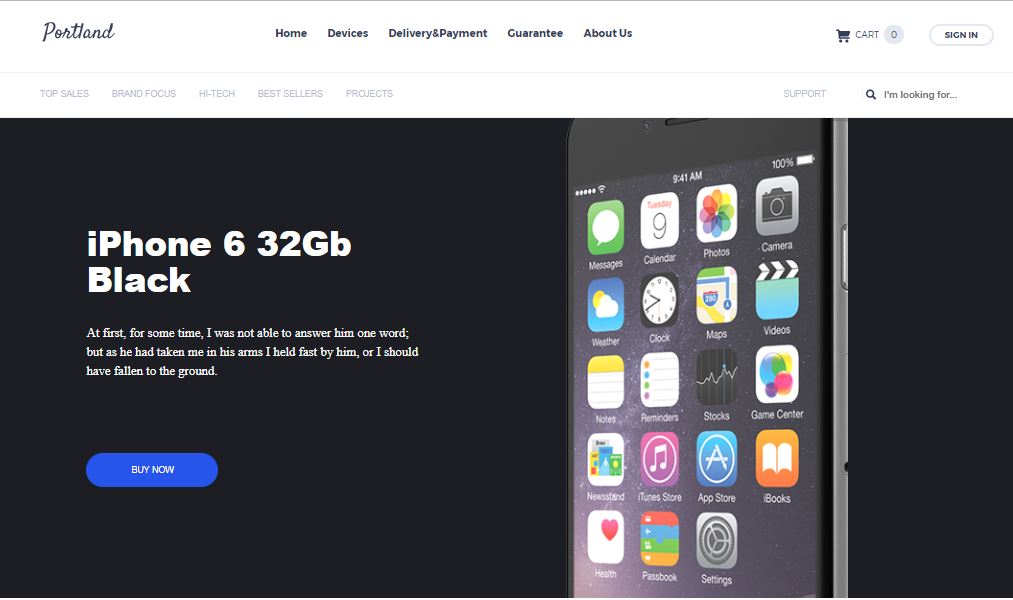 Portland
Home Devices Delivery&Payment Guarantee About Us
CART 0 SIGN IN
TOP SALES BRAND FOCUS HI-TECH BEST SELLERS PROJECTS
SUPPORT I'm looking for...
iPhone 6 32Gb
Black
At first, for some time, I was not able to answer him one word;
but as he had taken me in his arms I held fast by him, or I should
have fallen to the ground.
BUY NOW
9:41 AM 100%
Tuesday
9
Messages Calendar Photos Camera
280
Weather Clock Maps Videos
Notes Reminders Stocks Game Center
Newsstand iTunes Store App Store iBooks
Health Passbook Settings